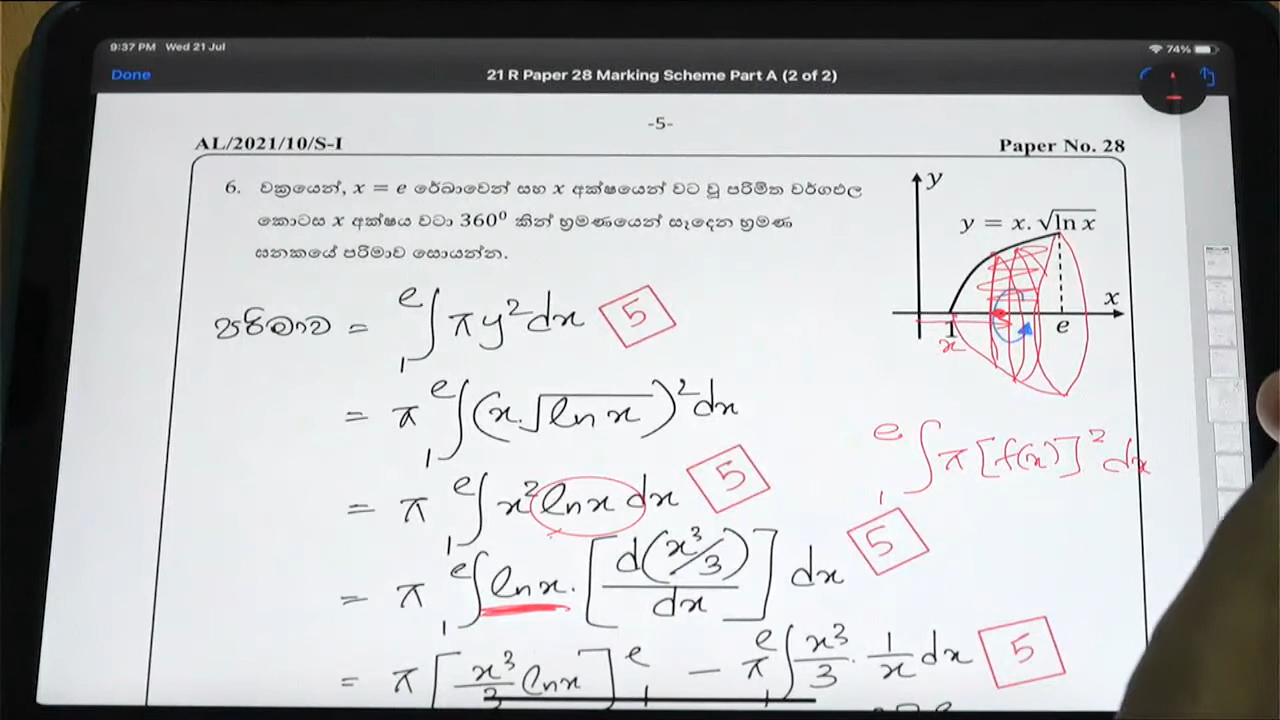 9:37 PM Wed 21 Jul
74%
Done
21 R Paper 28 Marking Scheme Part A (2 of 2)
-5-
AL/2021/10/S-I
Paper No. 28
6. වක්‍රයෙන්, x = e රේඛාවෙන් සහ x අක්ෂයෙන් වට වූ පරිමිත වර්ගඵල
කොටස x අක්ෂය වටා 360⁰ කින් භ්‍රමණයෙන් සෑදෙන භ්‍රමණ
ඝනකයේ පරිමාව සොයන්න.
y
y = x. √ln x
x
1
e
x
පරිමාව = ₁ᵉ∫ πy² dx 5
= π ₁ᵉ∫ (x.√ln x)² dx
₁ᵉ∫ π [f(x)]² dx
= π ₁ᵉ∫ x² ln x dx 5
= π ₁ᵉ∫ ln x. [d(x³/3)/dx] dx 5
= π [x³/3 ln x]₁ᵉ − π ₁ᵉ∫ x³/3 . 1/x dx 5